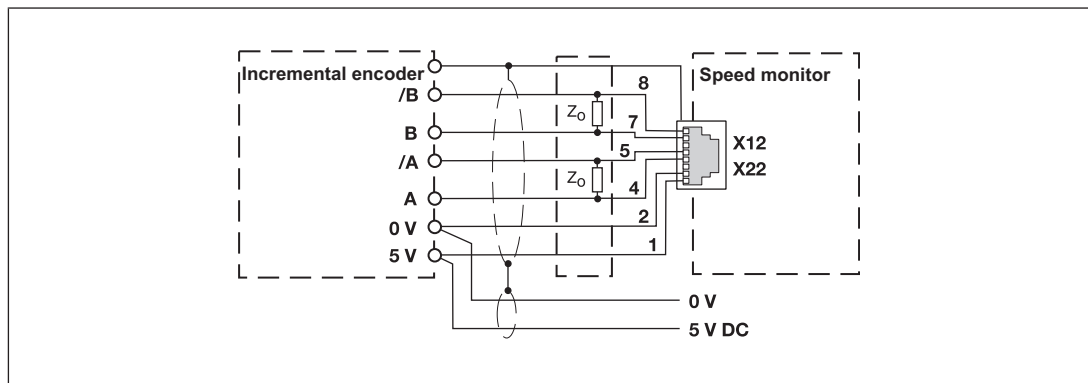 Incremental encoder
Speed monitor
8
/B
Z₀
7
B
X12
5
/A
X22
Z₀
4
A
2
0 V
1
5 V
0 V
5 V DC